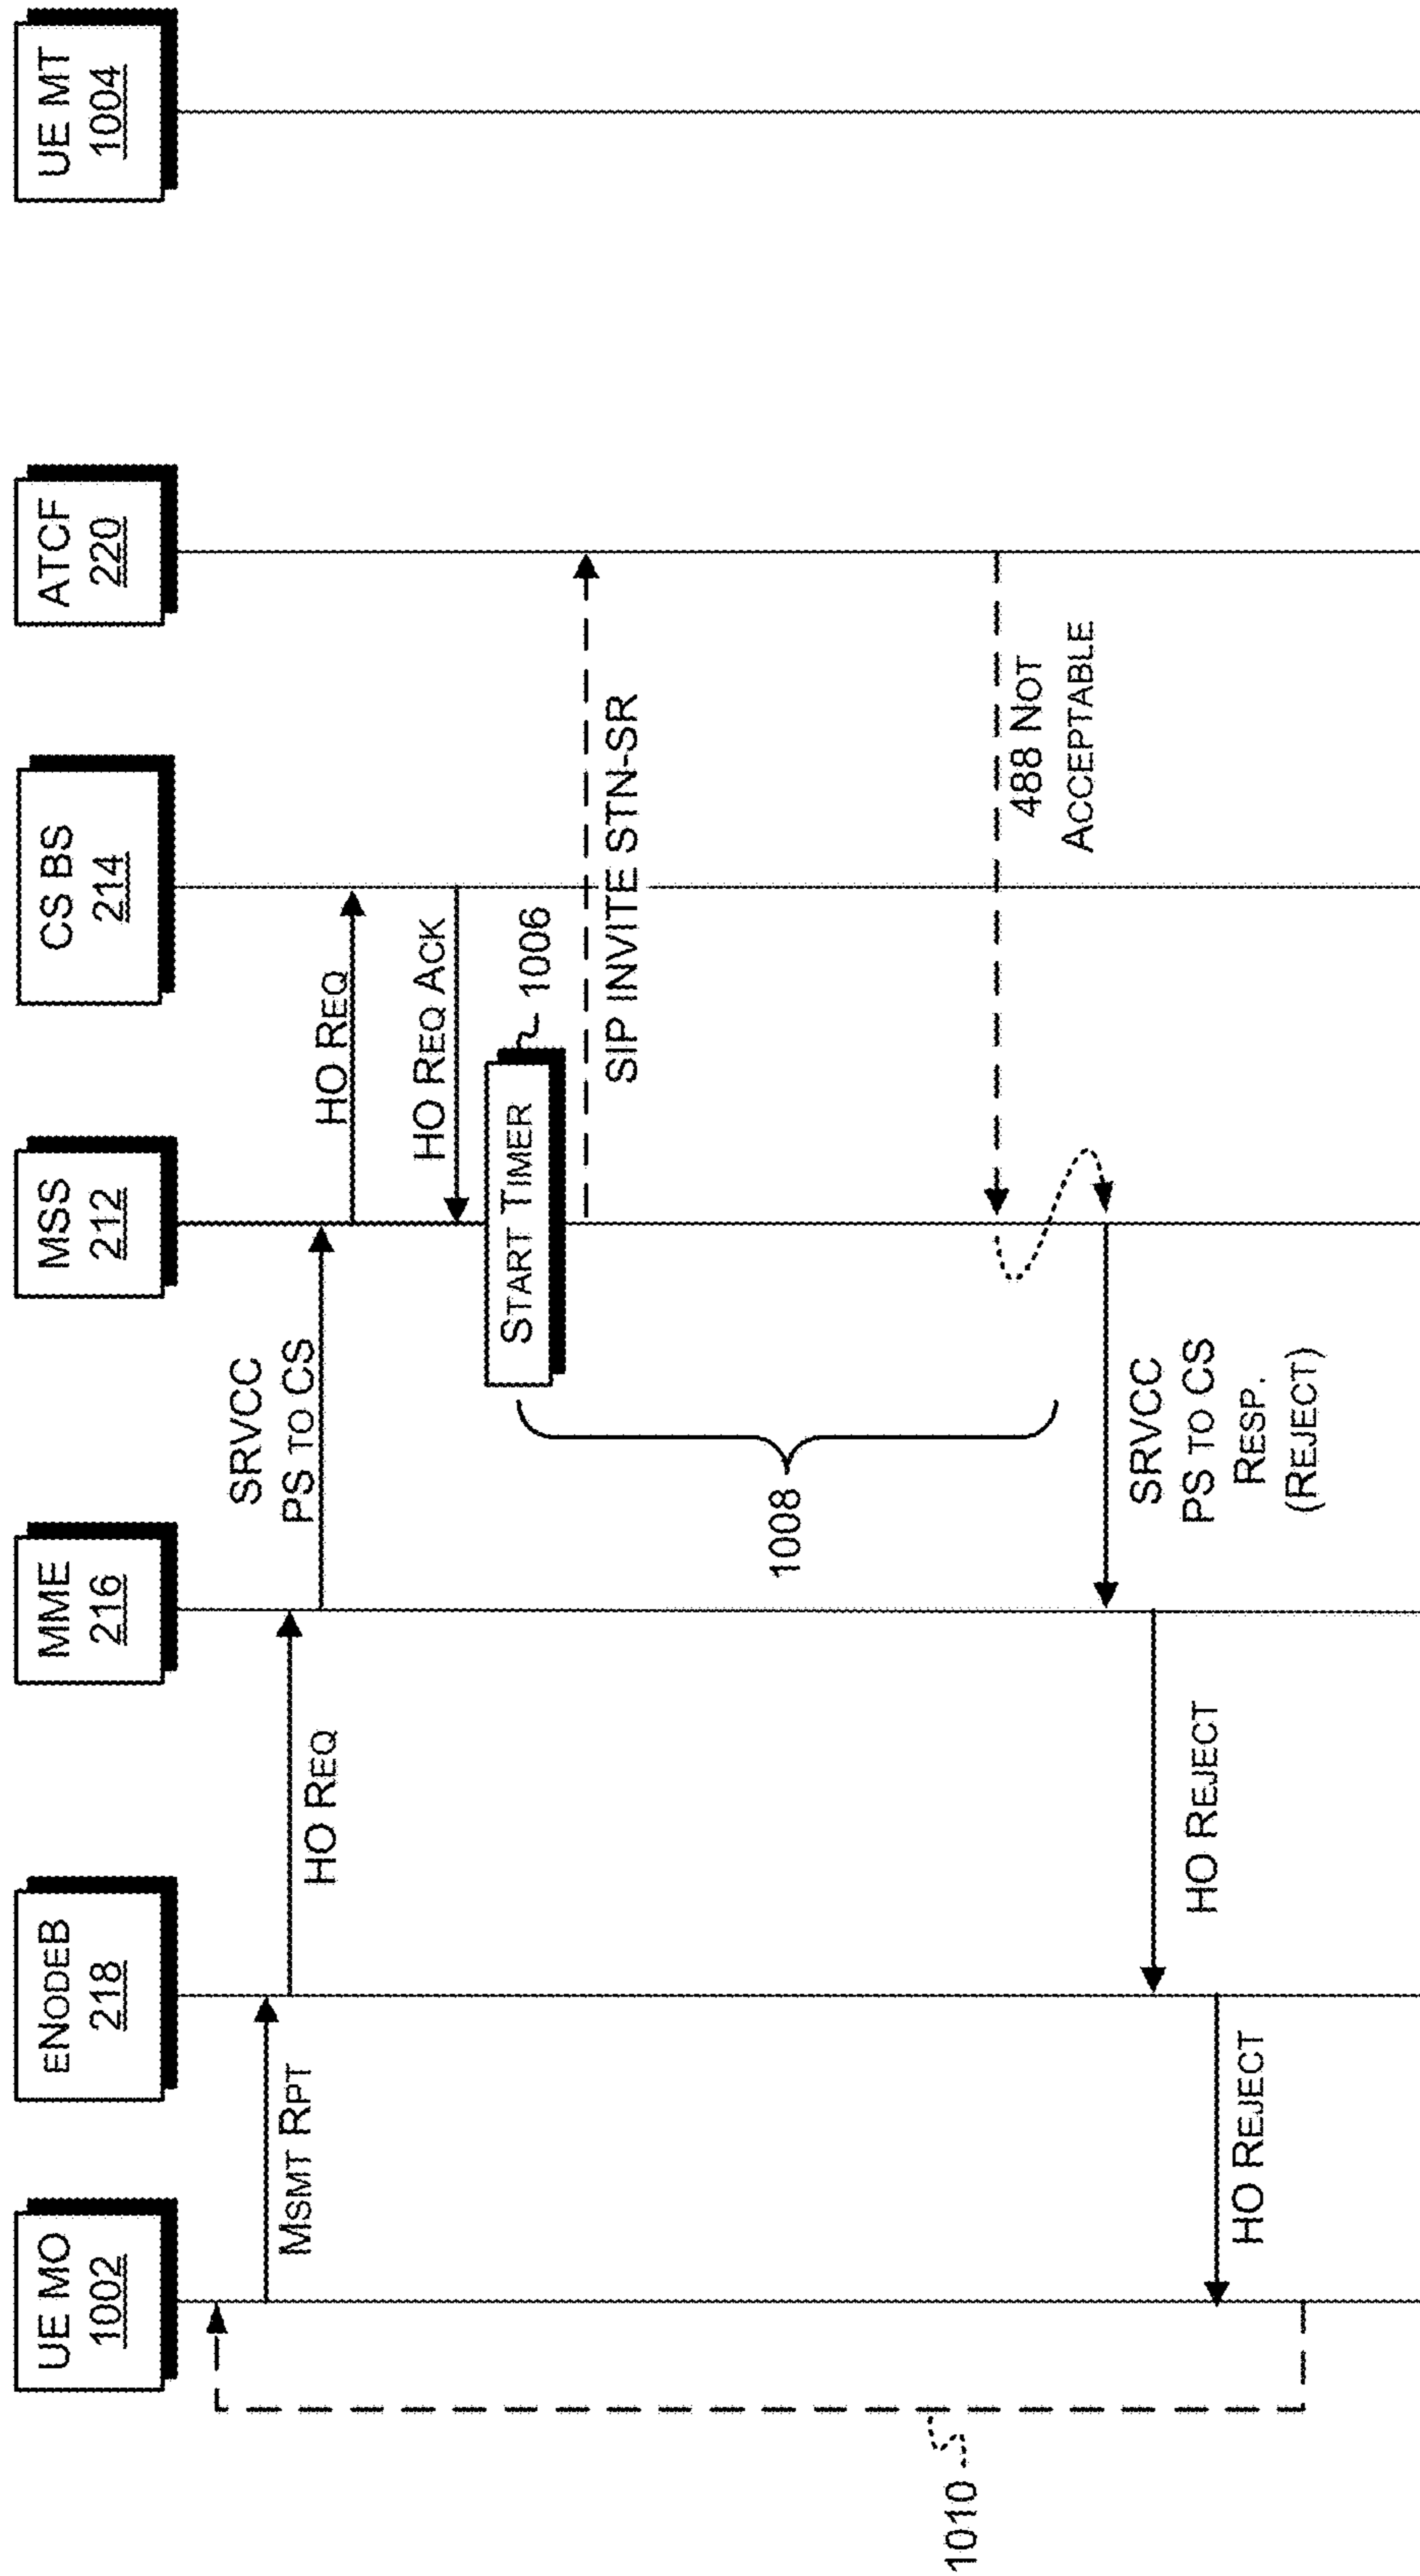 UE MO
1002
ENODEB
218
MME
216
MSS
212
CS BS
214
ATCF
220
UE MT
1004
MSMT RPT
HO REQ
SRVCC
PS TO CS
HO REQ
HO REQ ACK
START TIMER
1006
SIP INVITE STN-SR
1008
1010
488 NOT
ACCEPTABLE
SRVCC
PS TO CS
RESP.
(REJECT)
HO REJECT
HO REJECT